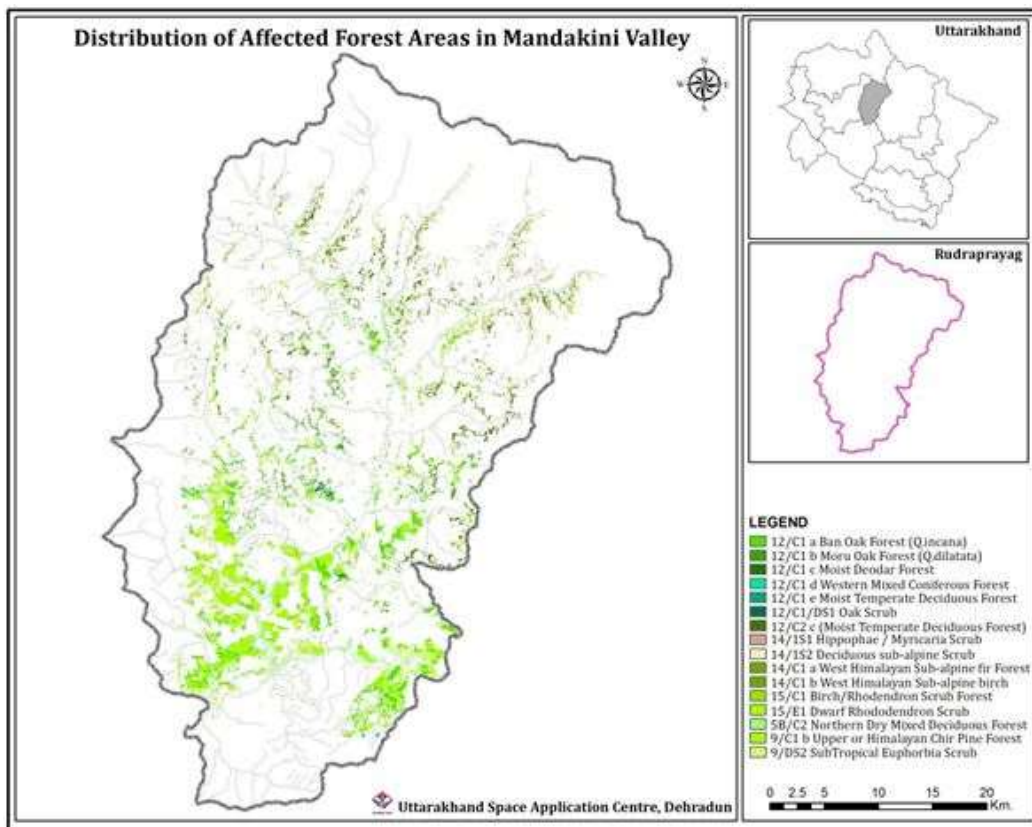 Distribution of Affected Forest Areas in Mandakini Valley
N
W E
S
Uttarakhand
Rudraprayag
LEGEND
12/C1 a Ban Oak Forest (Q.incana)
12/C1 b Moru Oak Forest (Q.dilatata)
12/C1 c Moist Deodar Forest
12/C1 d Western Mixed Coniferous Forest
12/C1 e Moist Temperate Deciduous Forest
12/C1/DS1 Oak Scrub
12/C2 c (Moist Temperate Deciduous Forest)
14/1S1 Hippophae / Myricaria Scrub
14/1S2 Deciduous sub-alpine Scrub
14/C1 a West Himalayan Sub-alpine fir Forest
14/C1 b West Himalayan Sub-alpine birch
15/C1 Birch/Rhodendron Scrub Forest
15/E1 Dwarf Rhododendron Scrub
5B/C2 Northern Dry Mixed Deciduous Forest
9/C1 b Upper or Himalayan Chir Pine Forest
9/DS2 SubTropical Euphorbia Scrub
0 2.5 5 10 15 20
Km.
Uttarakhand Space Application Centre, Dehradun